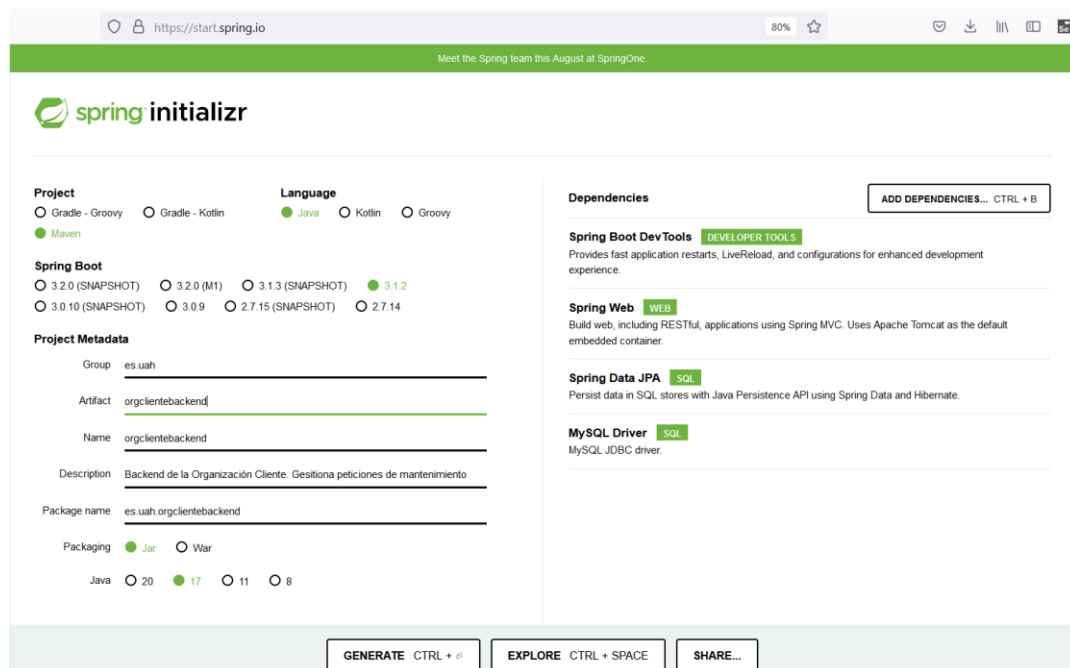 https://start.spring.io
80%
Meet the Spring team this August at SpringOne.
spring initializr
Project
Gradle - Groovy Gradle - Kotlin
Maven
Language
Java Kotlin Groovy
Spring Boot
3.2.0 (SNAPSHOT) 3.2.0 (M1) 3.1.3 (SNAPSHOT) 3.1.2
3.0.10 (SNAPSHOT) 3.0.9 2.7.15 (SNAPSHOT) 2.7.14
Project Metadata
Group es.uah
Artifact orgclientebackend
Name orgclientebackend
Description Backend de la Organización Cliente. Gesitiona peticiones de mantenimiento
Package name es.uah.orgclientebackend
Packaging Jar War
Java 20 17 11 8
Dependencies
ADD DEPENDENCIES... CTRL + B
Spring Boot DevTools DEVELOPER TOOLS
Provides fast application restarts, LiveReload, and configurations for enhanced development
experience.
Spring Web WEB
Build web, including RESTful, applications using Spring MVC. Uses Apache Tomcat as the default
embedded container.
Spring Data JPA SQL
Persist data in SQL stores with Java Persistence API using Spring Data and Hibernate.
MySQL Driver SQL
MySQL JDBC driver.
GENERATE CTRL + ⏎
EXPLORE CTRL + SPACE
SHARE...